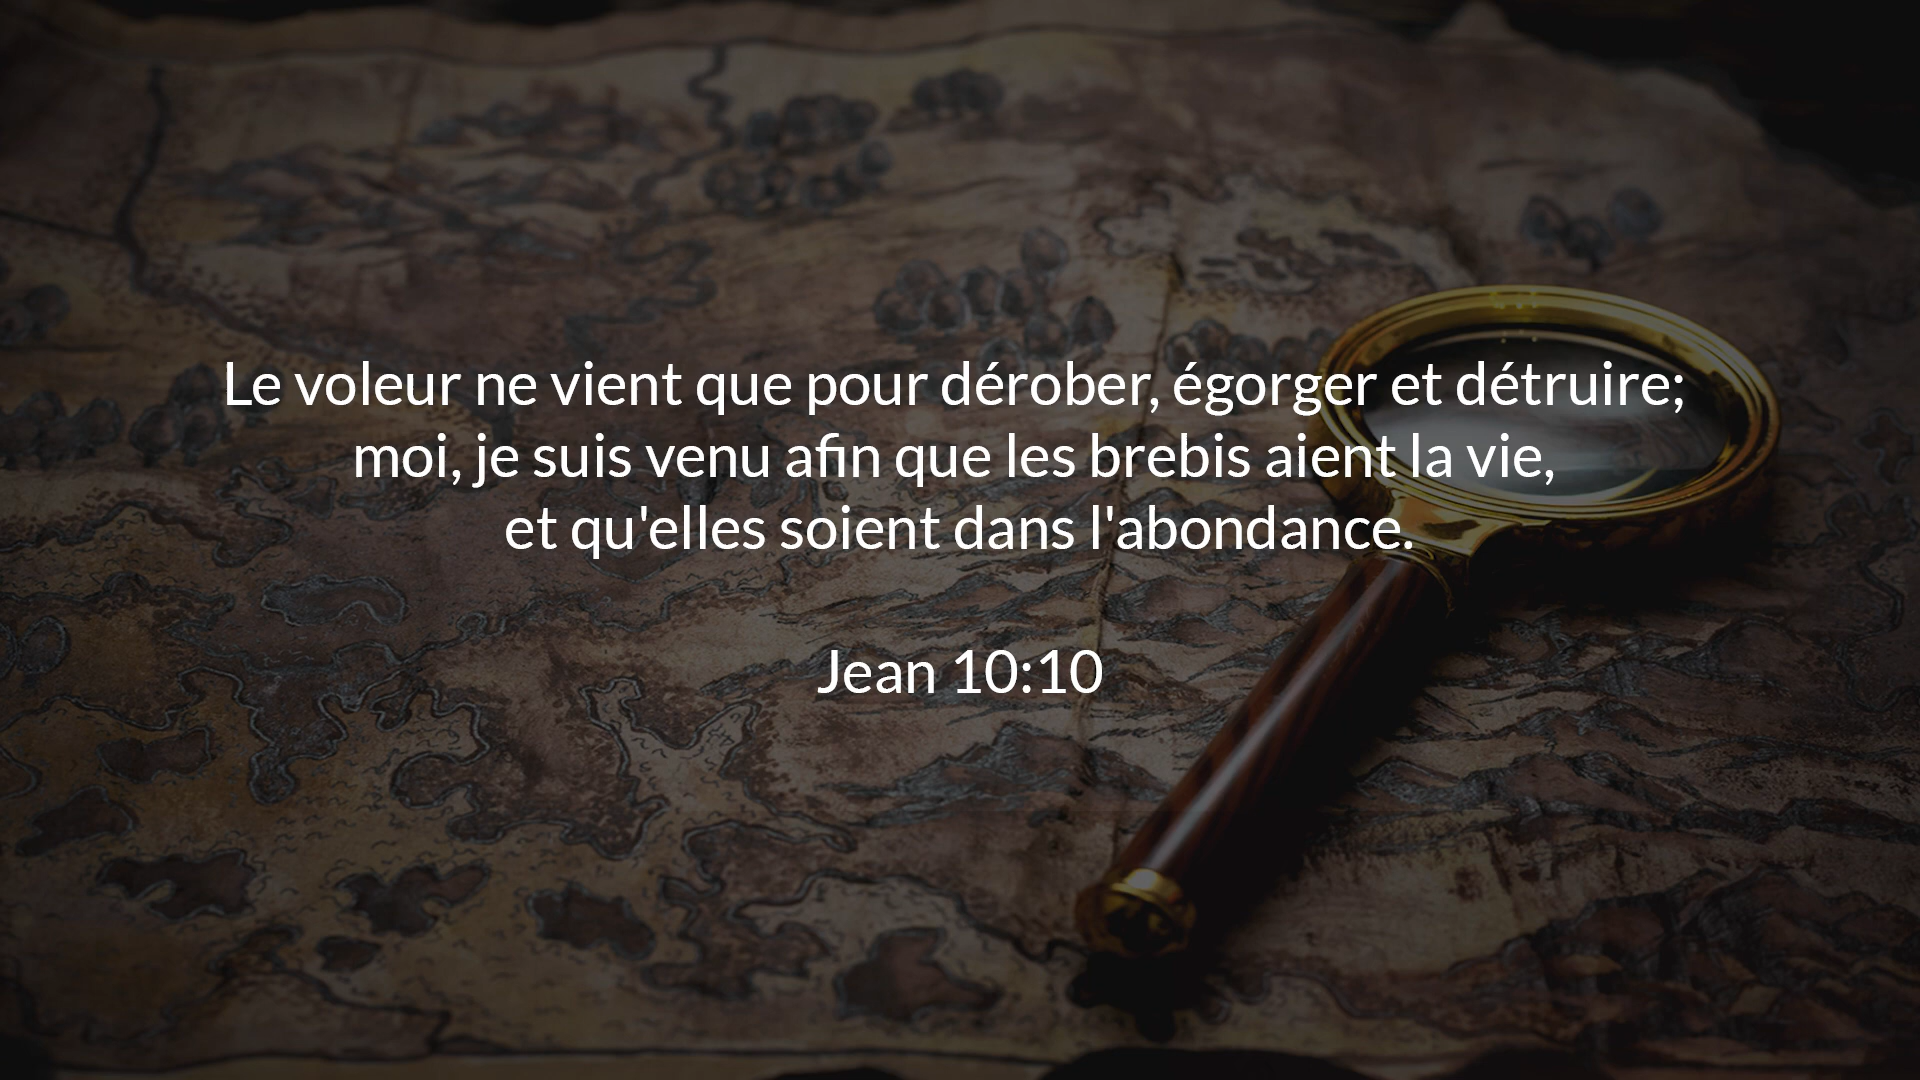 Le voleur ne vient que pour dérober, égorger et détruire;
moi, je suis venu afin que les brebis aient la vie,
et qu'elles soient dans l'abondance.
Jean 10:10